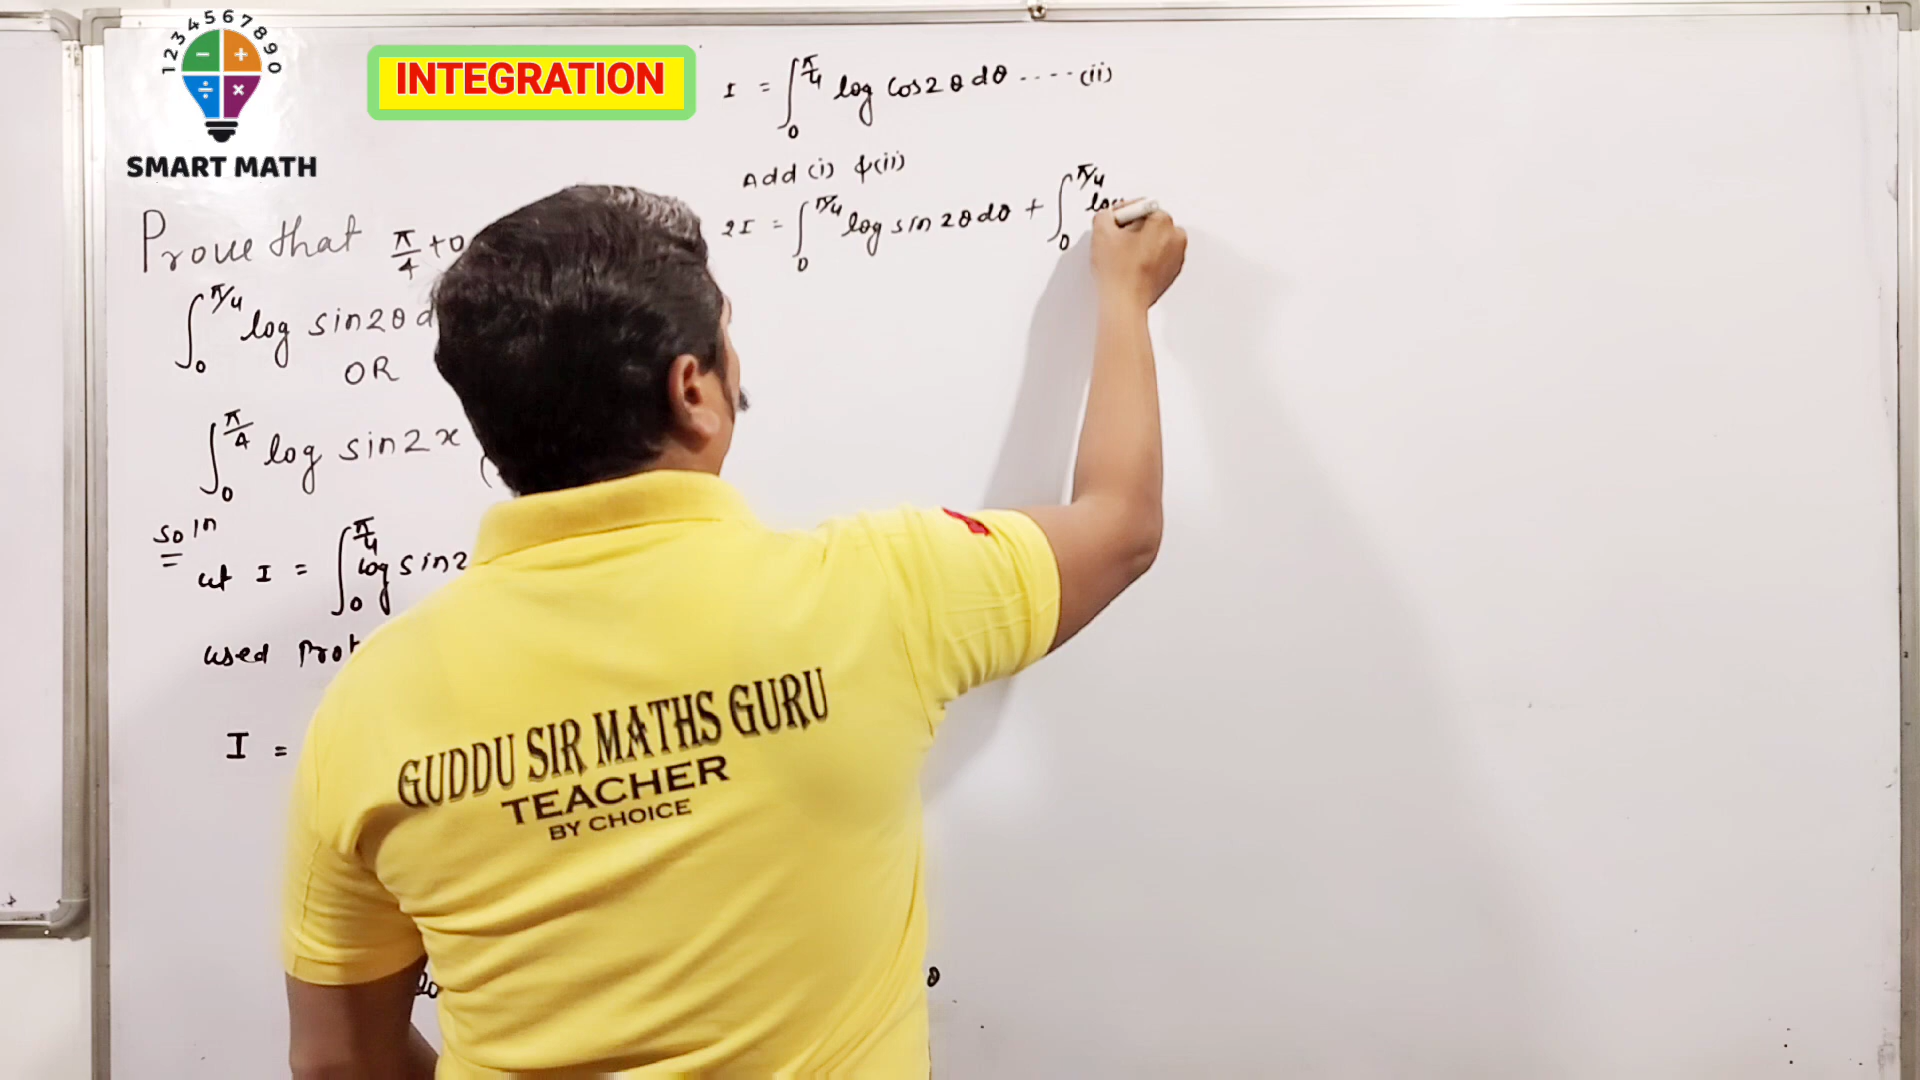 1234567890
− + ÷ ×
SMART MATH
INTEGRATION
Prove that π/4 to
∫₀^π/4 log sin2θ d
OR
∫₀^π/4 log sin2x
Soln
I = ∫₀^π/4 log sin2
used
I =
I = ∫₀^π/4 log cos2θ dθ ---- (ii)
Add (i) & (ii)
2I = ∫₀^π/4 log sin2θ dθ + ∫₀^π/4 log
GUDDU SIR MATHS GURU
TEACHER
BY CHOICE
θ